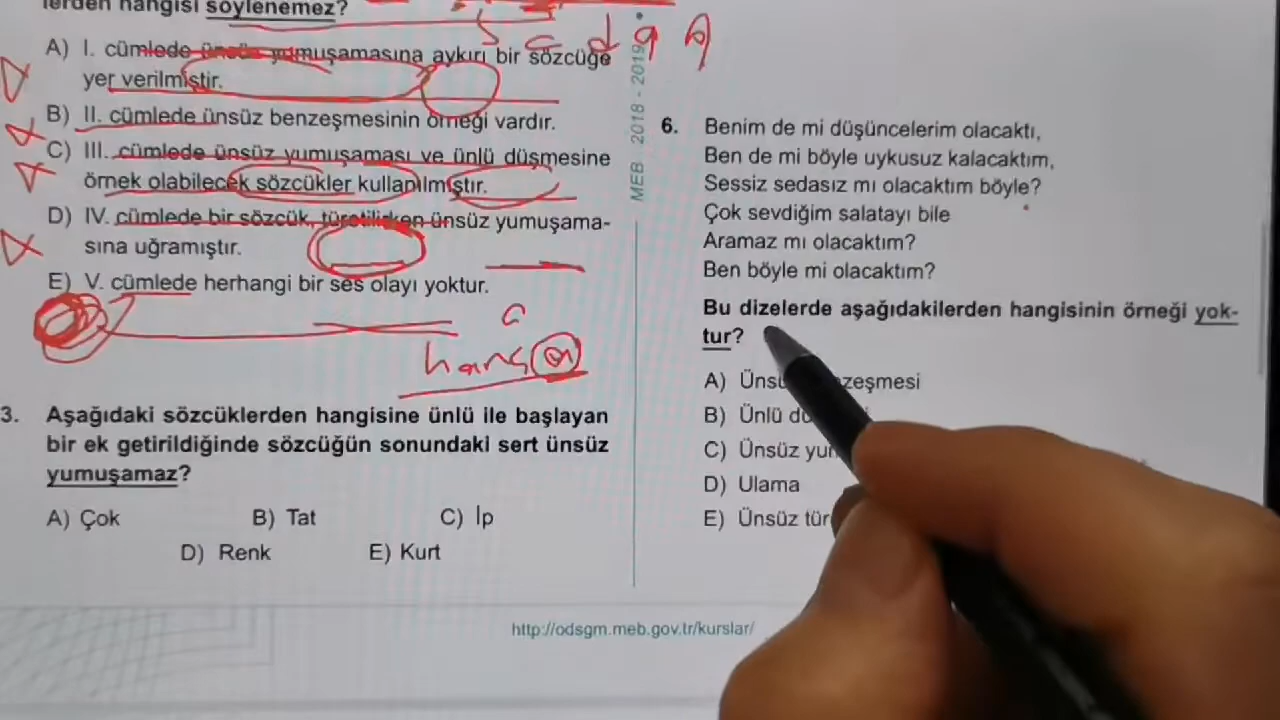 lerden hangisi söylenemez?
A) I. cümlede ünsüz yumuşamasına aykırı bir sözcüğe
yer verilmiştir.
B) II. cümlede ünsüz benzeşmesinin örneği vardır.
C) III. cümlede ünsüz yumuşaması ve ünlü düşmesine
örnek olabilecek sözcükler kullanılmıştır.
D) IV. cümlede bir sözcük, türetilirken ünsüz yumuşama-
sına uğramıştır.
E) V. cümlede herhangi bir ses olayı yoktur.
3. Aşağıdaki sözcüklerden hangisine ünlü ile başlayan
bir ek getirildiğinde sözcüğün sonundaki sert ünsüz
yumuşamaz?
A) Çok B) Tat C) İp
D) Renk E) Kurt
MEB 2018 - 2019
6. Benim de mi düşüncelerim olacaktı,
Ben de mi böyle uykusuz kalacaktım,
Sessiz sedasız mı olacaktım böyle?
Çok sevdiğim salatayı bile
Aramaz mı olacaktım?
Ben böyle mi olacaktım?
Bu dizelerde aşağıdakilerden hangisinin örneği yok-
tur?
A)
B) Ünlü
C) Ünsüz
D) Ulama
E) Ünsüz
http://odsgm.meb.gov.tr/kurslar/